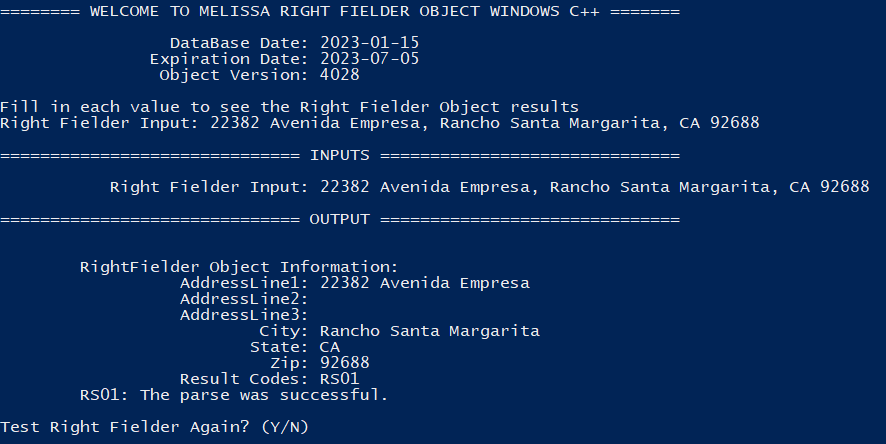 ======== WELCOME TO MELISSA RIGHT FIELDER OBJECT WINDOWS C++ =======
DataBase Date: 2023-01-15
Expiration Date: 2023-07-05
Object Version: 4028
Fill in each value to see the Right Fielder Object results
Right Fielder Input: 22382 Avenida Empresa, Rancho Santa Margarita, CA 92688
============================== INPUTS ===============================
Right Fielder Input: 22382 Avenida Empresa, Rancho Santa Margarita, CA 92688
============================== OUTPUT ===============================
RightFielder Object Information:
AddressLine1: 22382 Avenida Empresa
AddressLine2:
AddressLine3:
City: Rancho Santa Margarita
State: CA
Zip: 92688
Result Codes: RS01
RS01: The parse was successful.
Test Right Fielder Again? (Y/N)